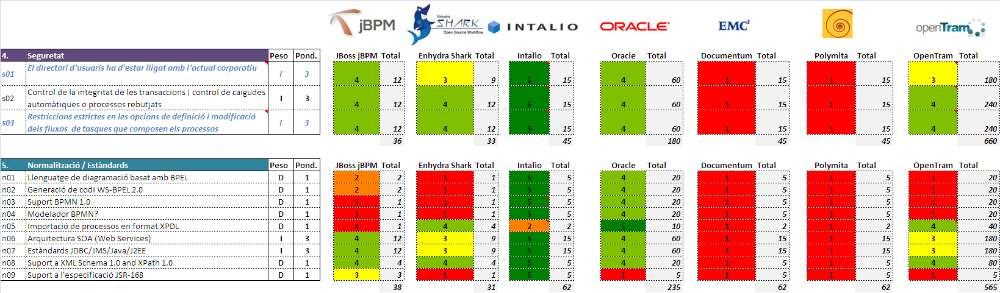 jBPM
Enhydra
SHARK
Open Source Workflow
INTALIO
ORACLE
EMC²
openTram
4. Seguretat Peso Pond. JBoss jBPM Total Enhydra Shark Total Intalio Total Oracle Total Documentum Total Polymita Total OpenTram Total
s01 El directori d'usuaris ha d'estar lligat amb l'actual corporatiu I 3 4 12 3 9 5 15 4 60 1 15 1 15 3 180
s02 Control de la integritat de les transaccions i control de caigudes
automàtiques o processos rebutjats I 3 4 12 4 12 5 15 4 60 1 15 1 15 4 240
s03 Restriccions estrictes en les opcions de definició i modificació
dels fluxos de tasques que composen els processos I 3 4 12 4 12 5 15 4 60 1 15 1 15 4 240
36 33 45 180 45 45 660
5. Normalització / Estàndards Peso Pond. JBoss jBPM Total Enhydra Shark Total Intalio Total Oracle Total Documentum Total Polymita Total OpenTram Total
n01 Llenguatge de diagramació basat amb BPEL D 1 2 2 1 1 5 5 4 20 1 5 1 5 1 20
n02 Generació de codi WS-BPEL 2.0 D 1 2 2 1 1 5 5 4 20 1 5 1 5 1 20
n03 Suport BPMN 1.0 D 1 1 1 1 1 5 5 4 20 1 5 1 5 1 20
n04 Modelador BPMN? D 1 1 1 1 1 5 5 4 20 1 5 1 5 1 20
n05 Importació de processos en format XPDL D 1 1 1 4 4 2 2 5 10 1 2 1 2 4 40
n06 Arquitectura SOA (Web Services) I 3 4 12 3 9 5 15 4 60 1 15 1 15 3 180
n07 Estàndards JDBC/JMS/Java/J2EE I 3 4 12 3 9 5 15 4 60 1 15 1 15 3 180
n08 Suport a XML Schema 1.0 and XPath 1.0 D 1 4 4 4 4 5 5 4 20 1 5 1 5 4 80
n09 Suport a l'especificació JSR-168 D 1 3 3 1 1 5 5 1 5 1 5 1 5 1 5
38 31 62 235 62 62 565